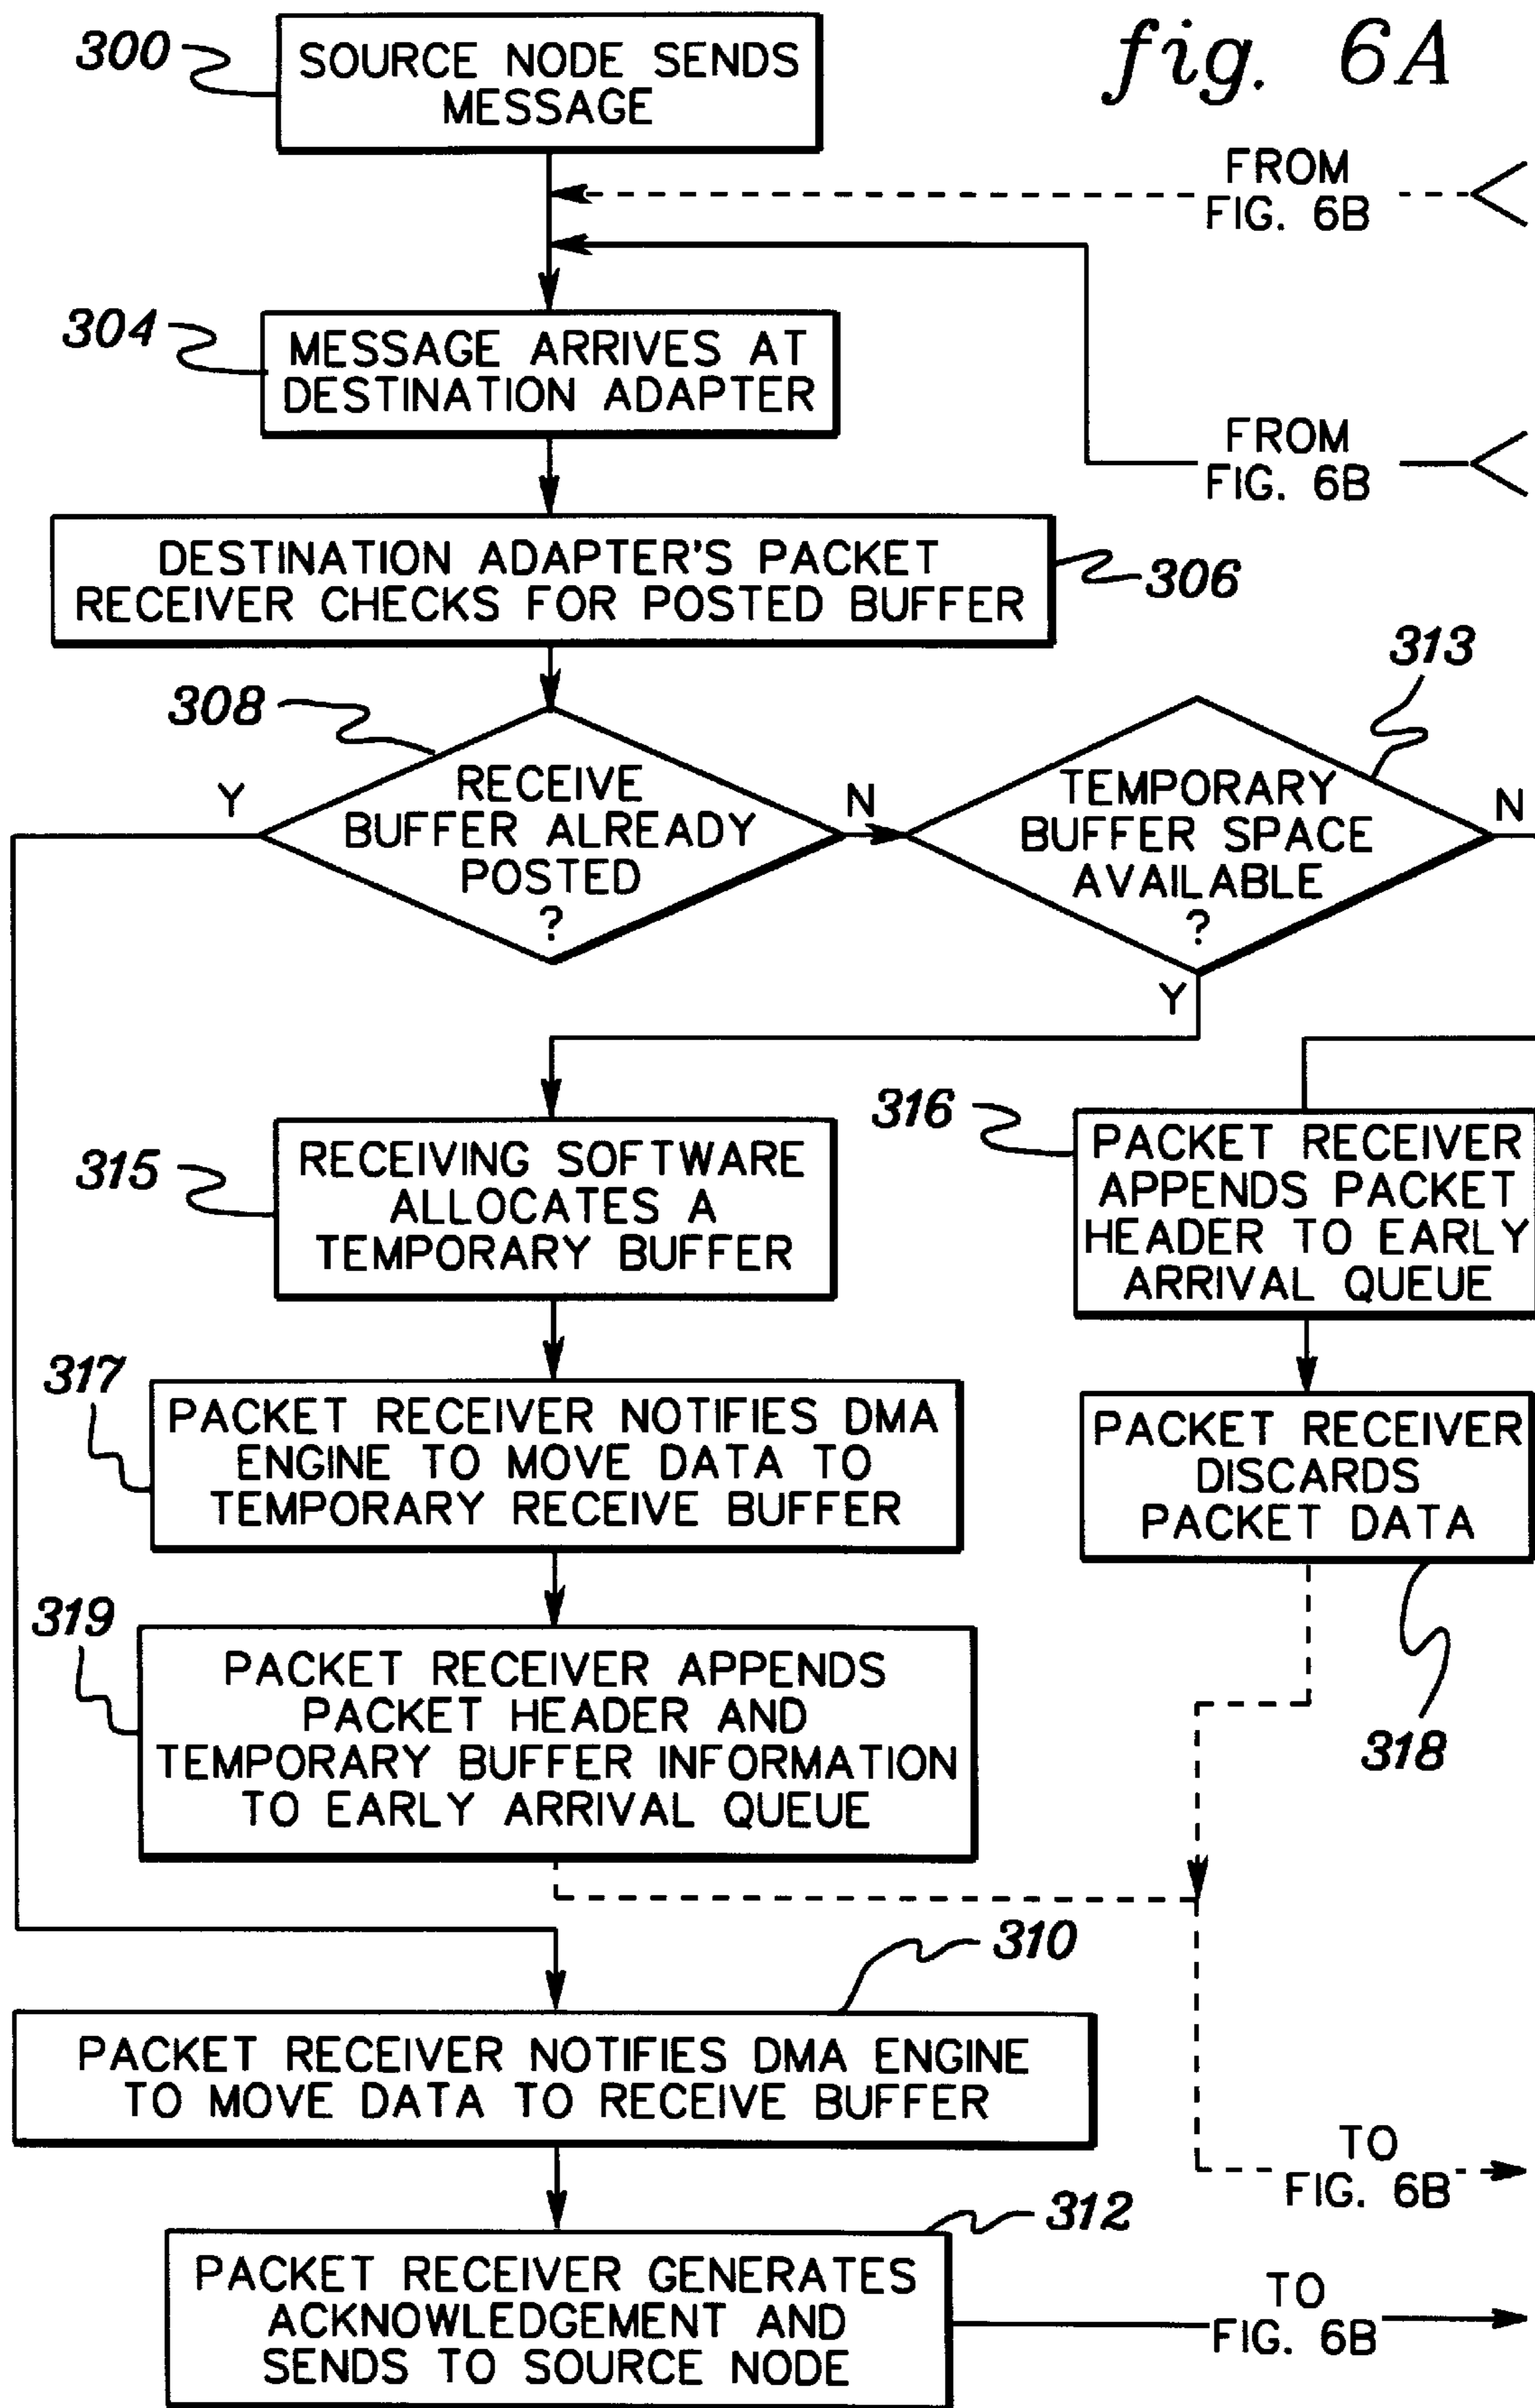 fig. 6A
300
SOURCE NODE SENDS
MESSAGE
FROM
FIG. 6B
304
MESSAGE ARRIVES AT
DESTINATION ADAPTER
FROM
FIG. 6B
DESTINATION ADAPTER'S PACKET
RECEIVER CHECKS FOR POSTED BUFFER
306
308
313
Y
RECEIVE
BUFFER ALREADY
POSTED
?
N
TEMPORARY
BUFFER SPACE
AVAILABLE
?
N
Y
315
RECEIVING SOFTWARE
ALLOCATES A
TEMPORARY BUFFER
316
PACKET RECEIVER
APPENDS PACKET
HEADER TO EARLY
ARRIVAL QUEUE
317
PACKET RECEIVER NOTIFIES DMA
ENGINE TO MOVE DATA TO
TEMPORARY RECEIVE BUFFER
PACKET RECEIVER
DISCARDS
PACKET DATA
318
319
PACKET RECEIVER APPENDS
PACKET HEADER AND
TEMPORARY BUFFER INFORMATION
TO EARLY ARRIVAL QUEUE
310
PACKET RECEIVER NOTIFIES DMA ENGINE
TO MOVE DATA TO RECEIVE BUFFER
TO
FIG. 6B
312
PACKET RECEIVER GENERATES
ACKNOWLEDGEMENT AND
SENDS TO SOURCE NODE
TO
FIG. 6B